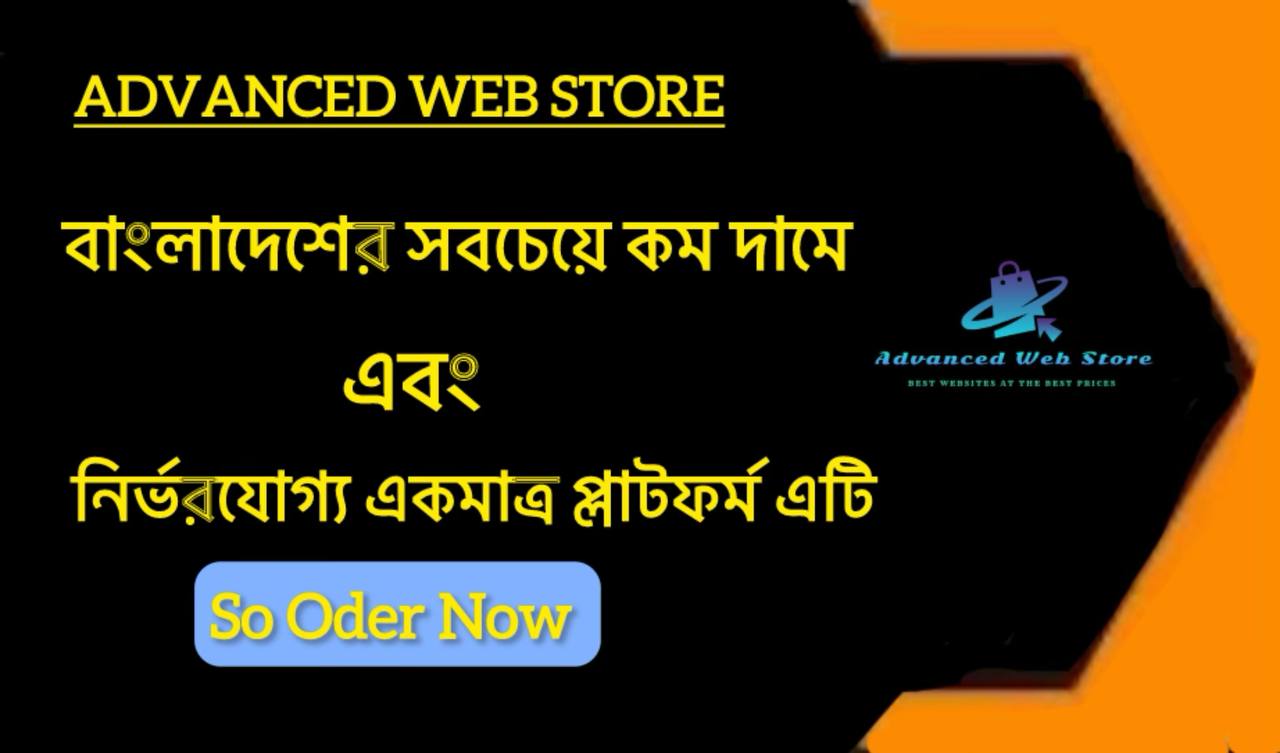 ADVANCED WEB STORE
বাংলাদেশের সবচেয়ে কম দামে
এবং
নির্ভরযোগ্য একমাত্র প্লাটফর্ম এটি
So Oder Now
Advanced Web Store
BEST WEBSITES AT THE BEST PRICES